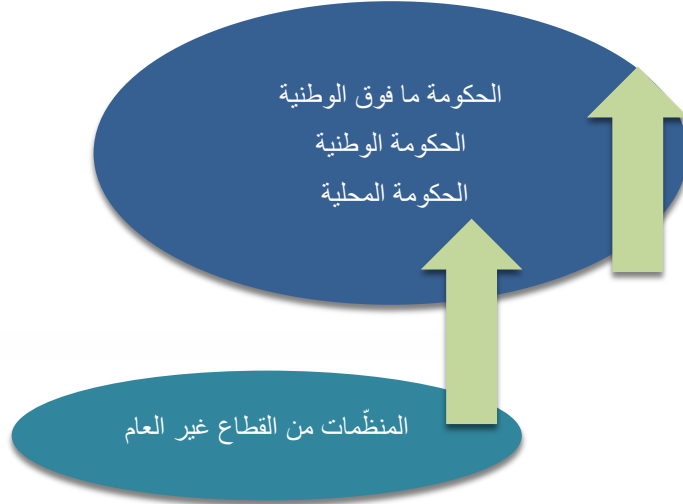 الحكومة ما فوق الوطنية
الحكومة الوطنية
الحكومة المحلية
المنظّمات من القطاع غير العام